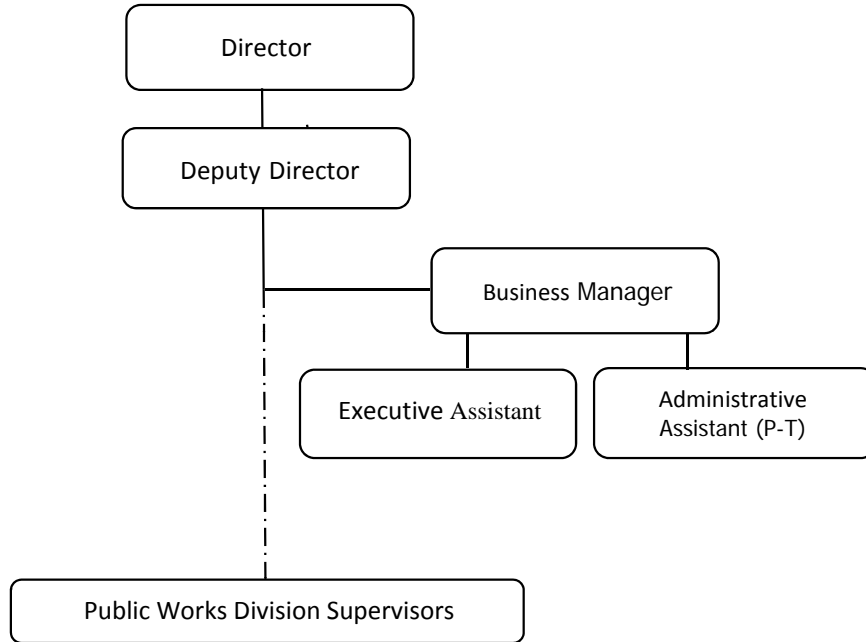 Director
Deputy Director
Business Manager
Executive Assistant
Administrative
Assistant (P-T)
Public Works Division Supervisors